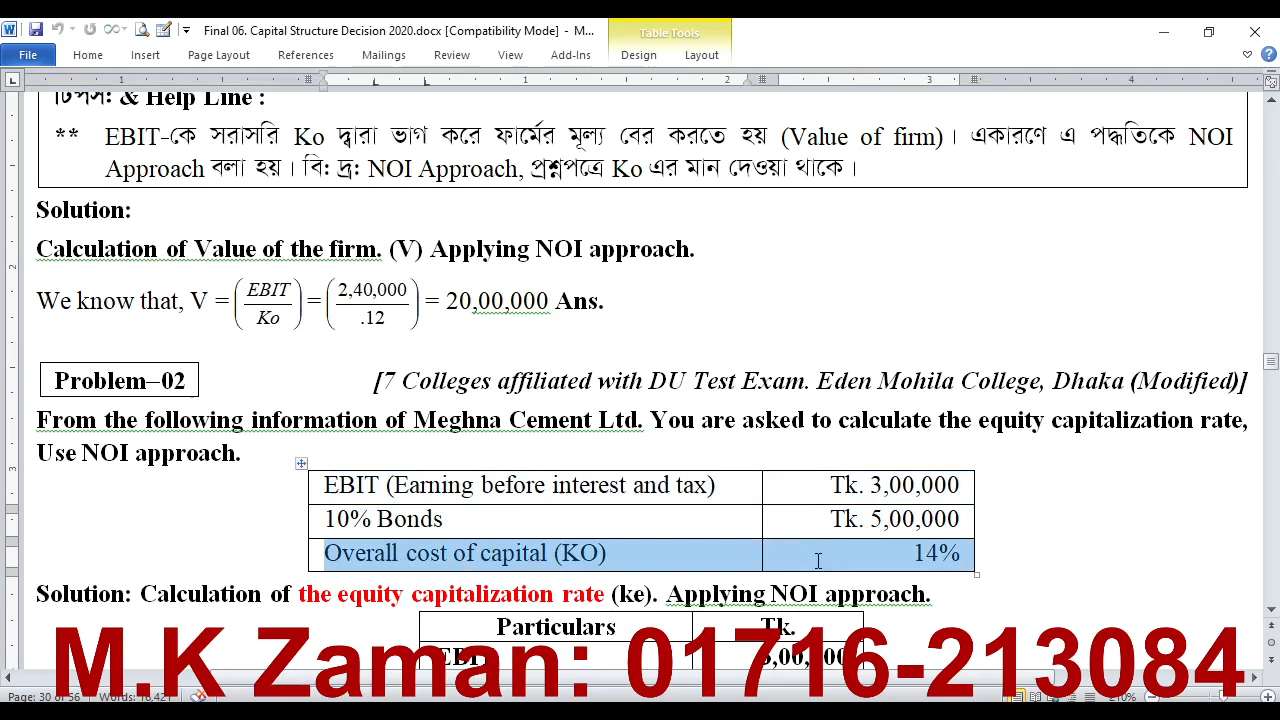 Final 06. Capital Structure Decision 2020.docx [Compatibility Mode] - M...
Table Tools
File Home Insert Page Layout References Mailings Review View Add-Ins Design Layout
টিপস: & Help Line :
** EBIT-কে সরাসরি Ko দ্বারা ভাগ করে ফার্মের মূল্য বের করতে হয় (Value of firm)। একারণে এ পদ্ধতিকে NOI
Approach বলা হয়। বি: দ্র: NOI Approach, প্রশ্নপত্রে Ko এর মান দেওয়া থাকে।
Solution:
Calculation of Value of the firm. (V) Applying NOI approach.
We know that, V = (EBIT/Ko) = (2,40,000/.12) = 20,00,000 Ans.
Problem–02 [7 Colleges affiliated with DU Test Exam. Eden Mohila College, Dhaka (Modified)]
From the following information of Meghna Cement Ltd. You are asked to calculate the equity capitalization rate,
Use NOI approach.
EBIT (Earning before interest and tax) Tk. 3,00,000
10% Bonds Tk. 5,00,000
Overall cost of capital (KO) 14%
Solution: Calculation of the equity capitalization rate (ke). Applying NOI approach.
Particulars Tk.
EBIT
M.K Zaman: 01716-213084
Page: 30 of 56 Words: 16,421 210%